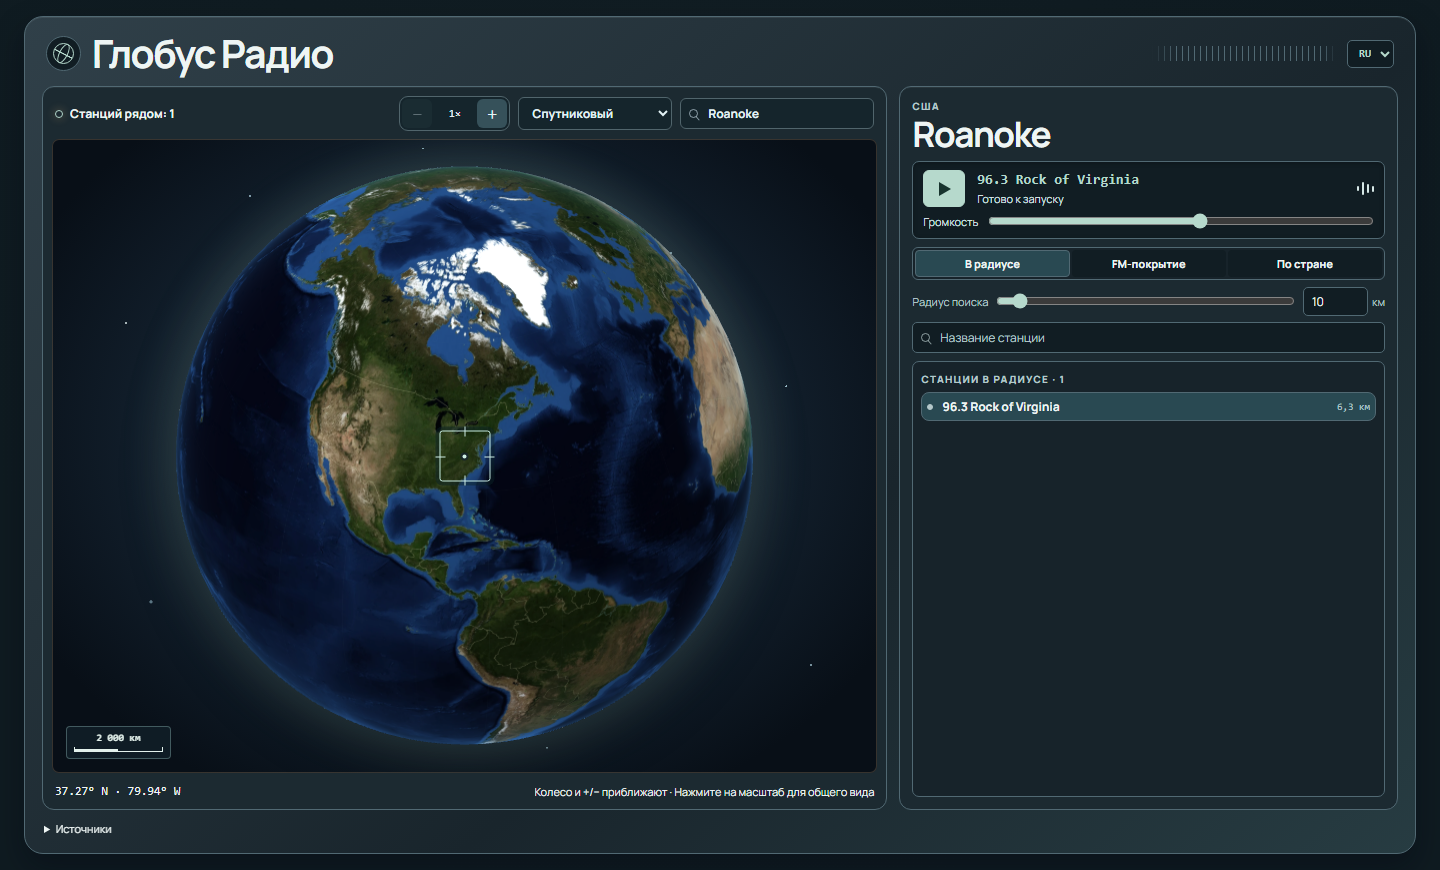 Глобус Радио
RU
Станций рядом: 1
− 1× +
Спутниковый
Roanoke
2 000 км
37.27° N · 79.94° W
Колесо и +/− приближают · Нажмите на масштаб для общего вида
США
Roanoke
96.3 Rock of Virginia
Готово к запуску
Громкость
В радиусе
FM-покрытие
По стране
Радиус поиска 10 км
Название станции
СТАНЦИИ В РАДИУСЕ · 1
96.3 Rock of Virginia 6,3 км
Источники